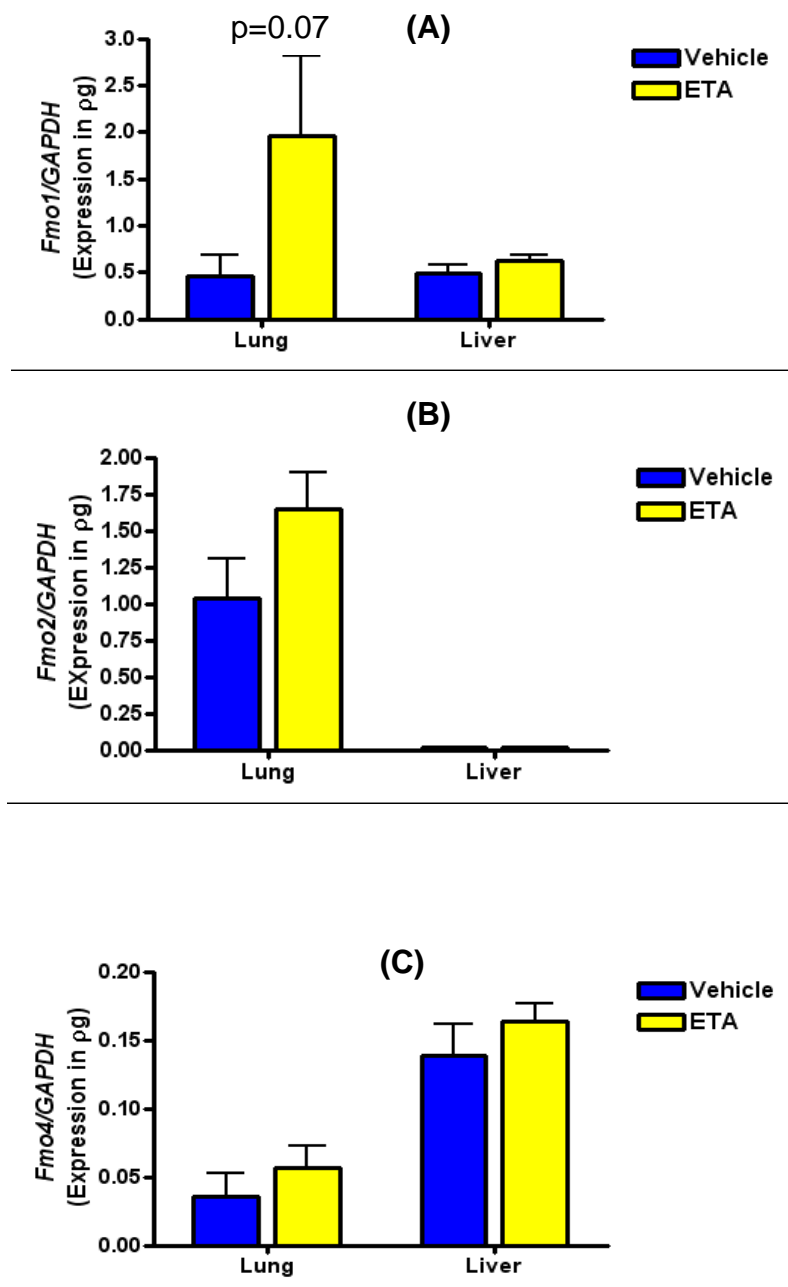 p=0.07
(A)
Fmo1/GAPDH
(Expression in ρg)
3.0
2.5
2.0
1.5
1.0
0.5
0.0
Lung
Liver
Vehicle
ETA
(B)
Fmo2/GAPDH
(EXpression in ρg)
2.00
1.75
1.50
1.25
1.00
0.75
0.50
0.25
0.00
Lung
Liver
Vehicle
ETA
(C)
Fmo4/GAPDH
(Expression in ρg)
0.20
0.15
0.10
0.05
0.00
Lung
Liver
Vehicle
ETA